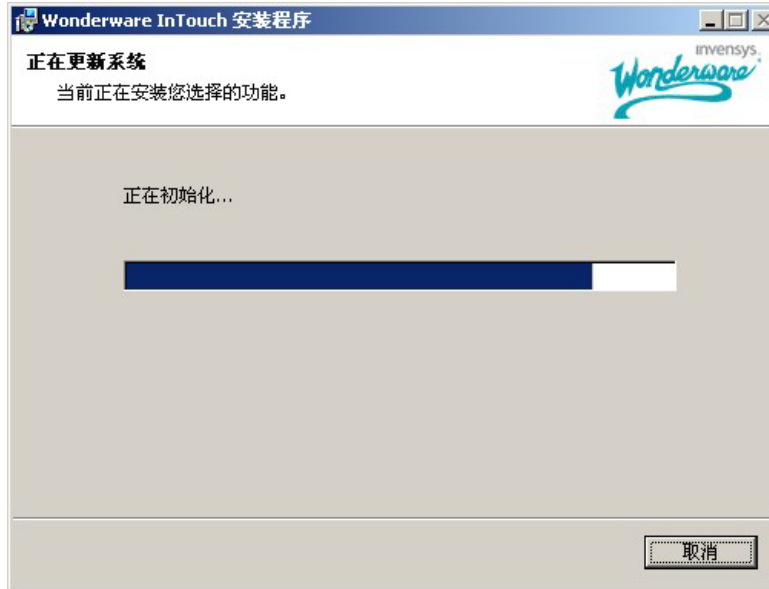 Wonderware InTouch 安装程序
正在更新系统
当前正在安装您选择的功能。
invensys.
Wonderware
正在初始化...
取消